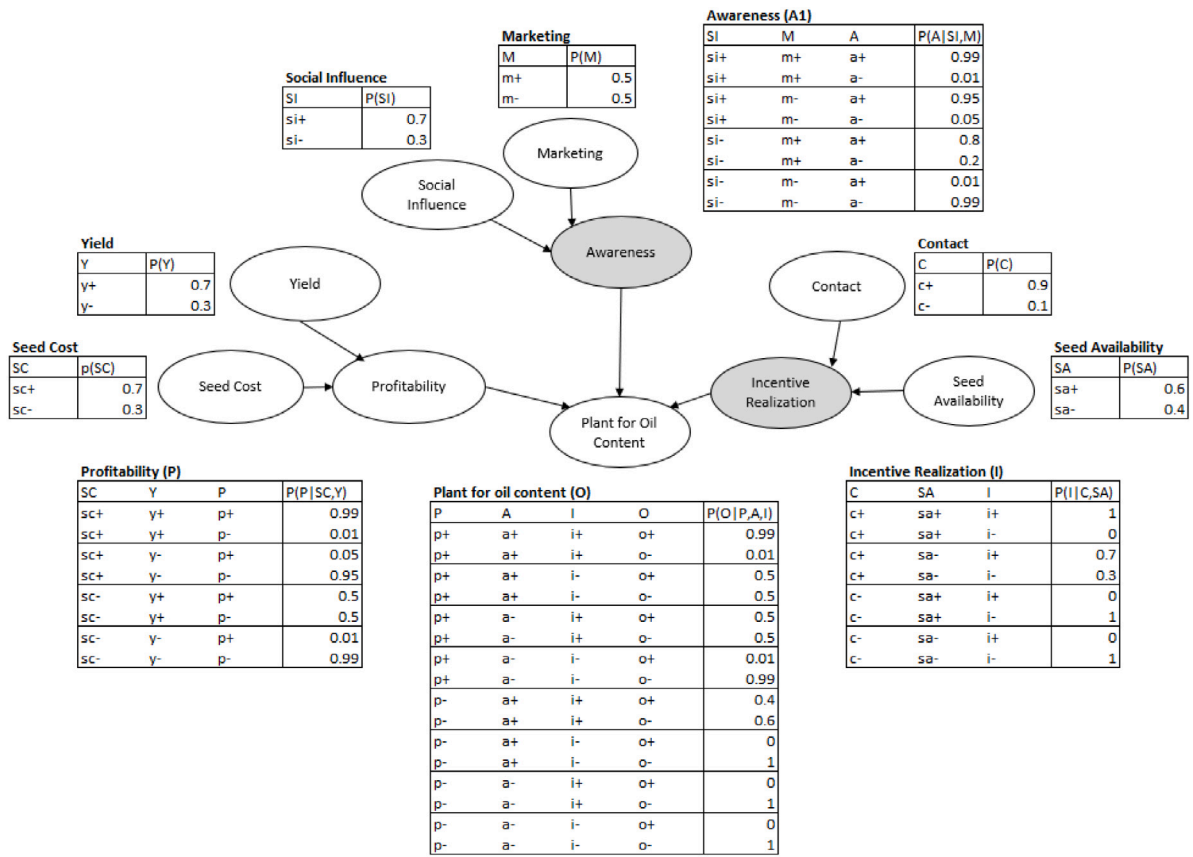 Awareness (A1)
SI M A P(A|SI,M)
si+ m+ a+ 0.99
si+ m+ a- 0.01
si+ m- a+ 0.95
si+ m- a- 0.05
si- m+ a+ 0.8
si- m+ a- 0.2
si- m- a+ 0.01
si- m- a- 0.99
Marketing
M P(M)
m+ 0.5
m- 0.5
Social Influence
SI P(SI)
si+ 0.7
si- 0.3
Marketing
Social
Influence
Awareness
Yield
Y P(Y)
y+ 0.7
y- 0.3
Yield
Contact
Contact
C P(C)
c+ 0.9
c- 0.1
Seed Cost
SC p(SC)
sc+ 0.7
sc- 0.3
Seed Cost
Profitability
Plant for Oil
Content
Incentive
Realization
Seed
Availability
Seed Availability
SA P(SA)
sa+ 0.6
sa- 0.4
Profitability (P)
SC Y P P(P|SC,Y)
sc+ y+ p+ 0.99
sc+ y+ p- 0.01
sc+ y- p+ 0.05
sc+ y- p- 0.95
sc- y+ p+ 0.5
sc- y+ p- 0.5
sc- y- p+ 0.01
sc- y- p- 0.99
Plant for oil content (O)
P A I O P(O|P,A,I)
p+ a+ i+ o+ 0.99
p+ a+ i+ o- 0.01
p+ a+ i- o+ 0.5
p+ a+ i- o- 0.5
p+ a- i+ o+ 0.5
p+ a- i+ o- 0.5
p+ a- i- o+ 0.01
p+ a- i- o- 0.99
p- a+ i+ o+ 0.4
p- a+ i+ o- 0.6
p- a+ i- o+ 0
p- a+ i- o- 1
p- a- i+ o+ 0
p- a- i+ o- 1
p- a- i- o+ 0
p- a- i- o- 1
Incentive Realization (I)
C SA I P(I|C,SA)
c+ sa+ i+ 1
c+ sa+ i- 0
c+ sa- i+ 0.7
c+ sa- i- 0.3
c- sa+ i+ 0
c- sa+ i- 1
c- sa- i+ 0
c- sa- i- 1